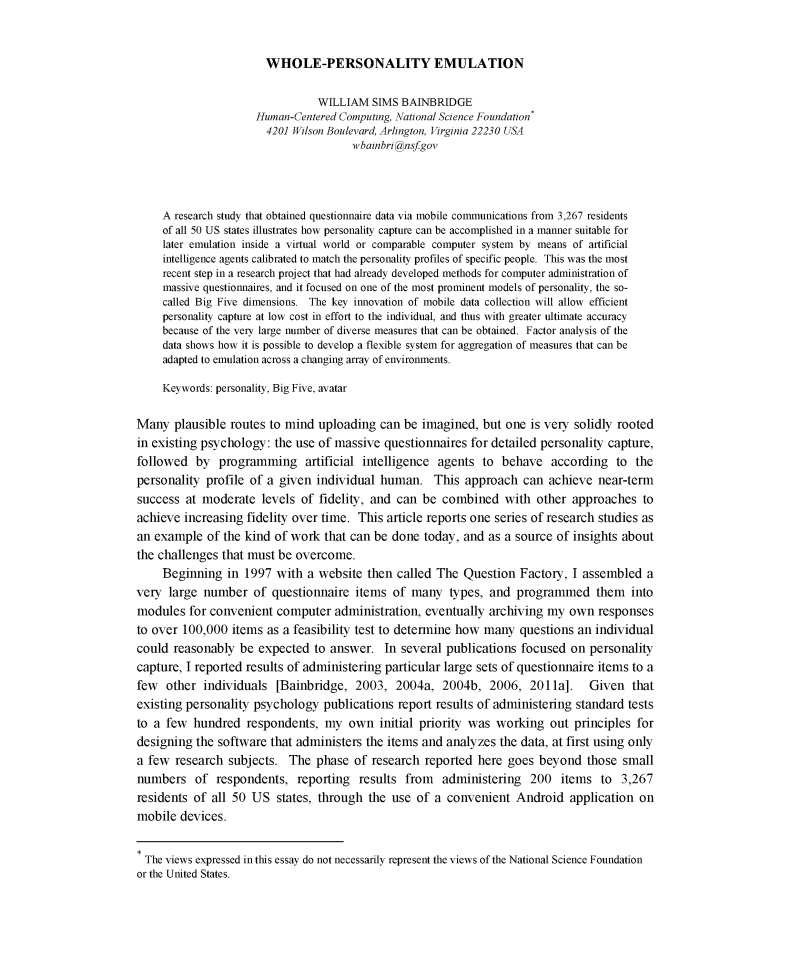 WHOLE-PERSONALITY EMULATION
WILLIAM SIMS BAINBRIDGE
Human-Centered Computing, National Science Foundation*
4201 Wilson Boulevard, Arlington, Virginia 22230 USA
wbainbri@nsf.gov
A research study that obtained questionnaire data via mobile communications from 3,267 residents
of all 50 US states illustrates how personality capture can be accomplished in a manner suitable for
later emulation inside a virtual world or comparable computer system by means of artificial
intelligence agents calibrated to match the personality profiles of specific people. This was the most
recent step in a research project that had already developed methods for computer administration of
massive questionnaires, and it focused on one of the most prominent models of personality, the so-
called Big Five dimensions. The key innovation of mobile data collection will allow efficient
personality capture at low cost in effort to the individual, and thus with greater ultimate accuracy
because of the very large number of diverse measures that can be obtained. Factor analysis of the
data shows how it is possible to develop a flexible system for aggregation of measures that can be
adapted to emulation across a changing array of environments.
Keywords: personality, Big Five, avatar
Many plausible routes to mind uploading can be imagined, but one is very solidly rooted
in existing psychology: the use of massive questionnaires for detailed personality capture,
followed by programming artificial intelligence agents to behave according to the
personality profile of a given individual human. This approach can achieve near-term
success at moderate levels of fidelity, and can be combined with other approaches to
achieve increasing fidelity over time. This article reports one series of research studies as
an example of the kind of work that can be done today, and as a source of insights about
the challenges that must be overcome.
Beginning in 1997 with a website then called The Question Factory, I assembled a
very large number of questionnaire items of many types, and programmed them into
modules for convenient computer administration, eventually archiving my own responses
to over 100,000 items as a feasibility test to determine how many questions an individual
could reasonably be expected to answer. In several publications focused on personality
capture, I reported results of administering particular large sets of questionnaire items to a
few other individuals [Bainbridge, 2003, 2004a, 2004b, 2006, 2011a]. Given that
existing personality psychology publications report results of administering standard tests
to a few hundred respondents, my own initial priority was working out principles for
designing the software that administers the items and analyzes the data, at first using only
a few research subjects. The phase of research reported here goes beyond those small
numbers of respondents, reporting results from administering 200 items to 3,267
residents of all 50 US states, through the use of a convenient Android application on
mobile devices.
* The views expressed in this essay do not necessarily represent the views of the National Science Foundation
or the United States.